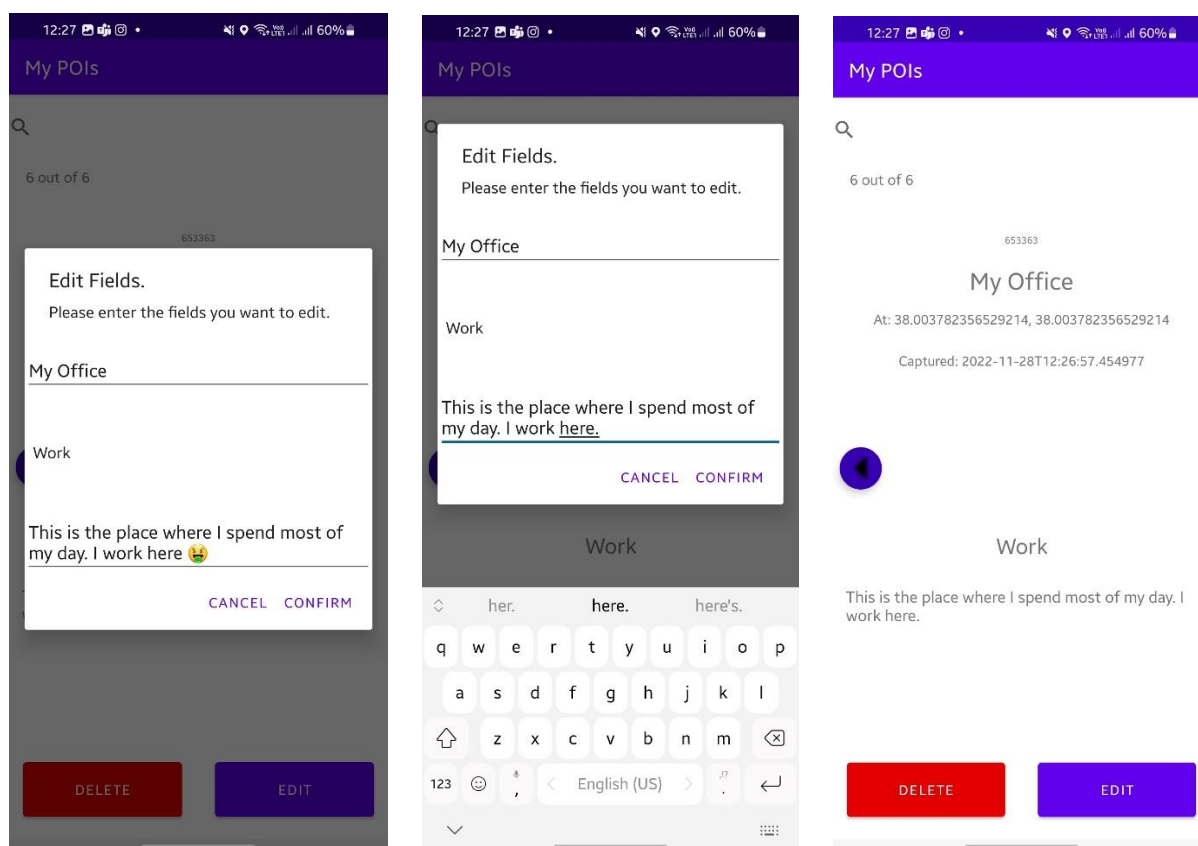 12:27
VoLTE1
60%
My POIs
6 out of 6
653363
Edit Fields.
Please enter the fields you want to edit.
My Office
Work
This is the place where I spend most of
my day. I work here 🤑
CANCEL CONFIRM
DELETE EDIT
12:27
VoLTE1
60%
My POIs
Edit Fields.
Please enter the fields you want to edit.
My Office
Work
This is the place where I spend most of
my day. I work here.
CANCEL CONFIRM
Work
her. here. here's.
q w e r t y u i o p
a s d f g h j k l
z x c v b n m
123 , English (US) ,!? .
12:27
VoLTE1
60%
My POIs
6 out of 6
653363
My Office
At: 38.003782356529214, 38.003782356529214
Captured: 2022-11-28T12:26:57.454977
Work
This is the place where I spend most of my day. I
work here.
DELETE EDIT